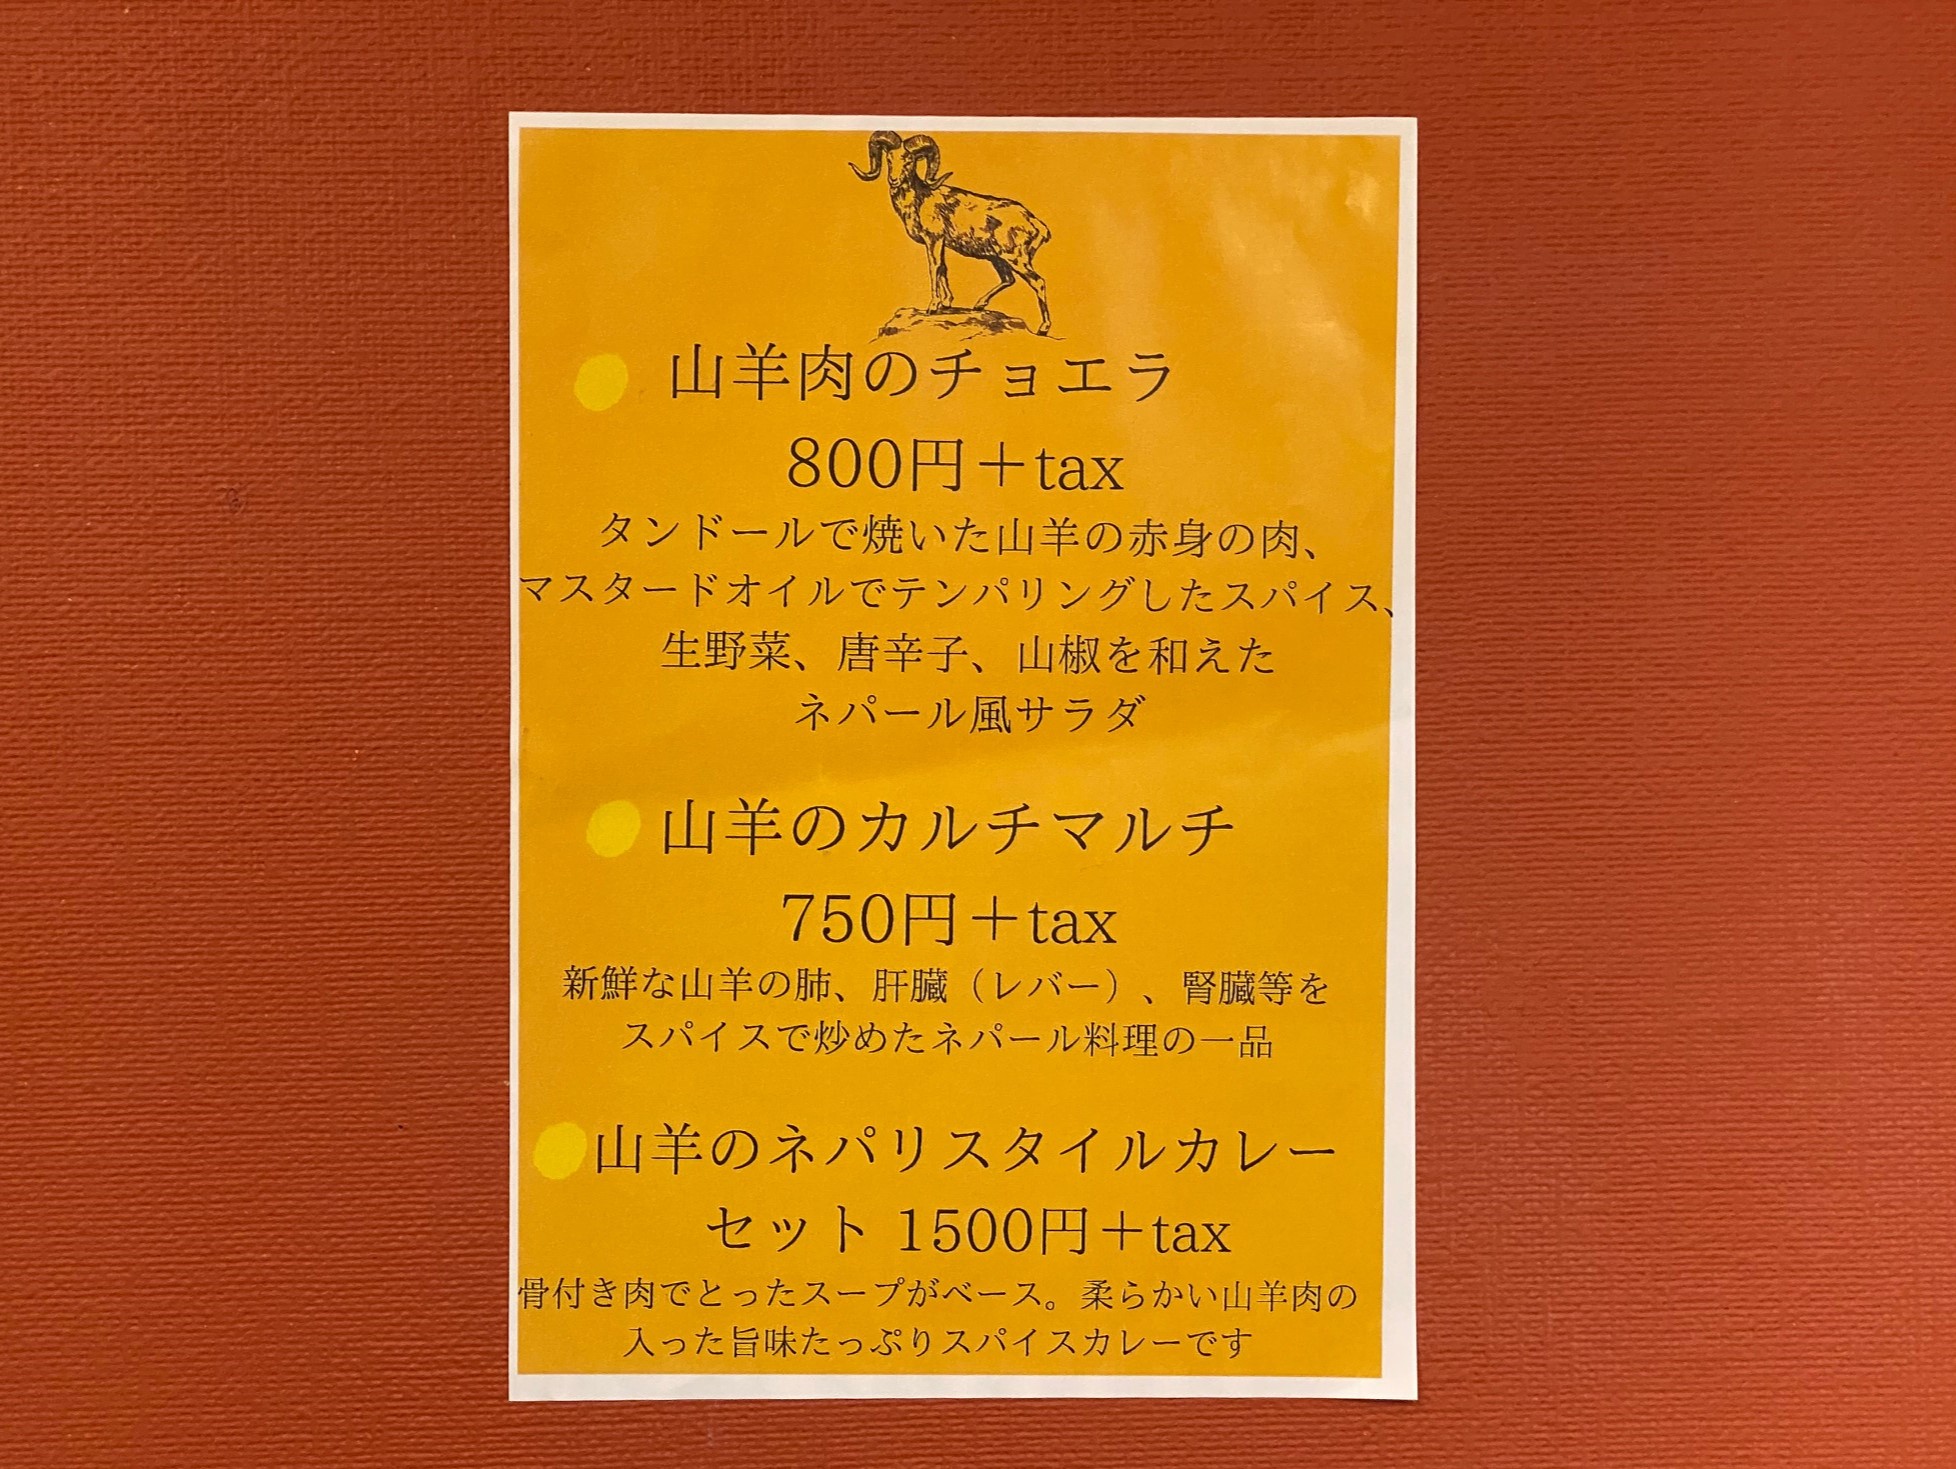 山羊肉のチョエラ
800円＋tax
タンドールで焼いた山羊の赤身の肉、
マスタードオイルでテンパリングしたスパイス、
生野菜、唐辛子、山椒を和えた
ネパール風サラダ
山羊のカルチマルチ
750円＋tax
新鮮な山羊の肺、肝臓（レバー）、腎臓等を
スパイスで炒めたネパール料理の一品
山羊のネパリスタイルカレー
セット 1500円＋tax
骨付き肉でとったスープがベース。柔らかい山羊肉の
入った旨味たっぷりスパイスカレーです